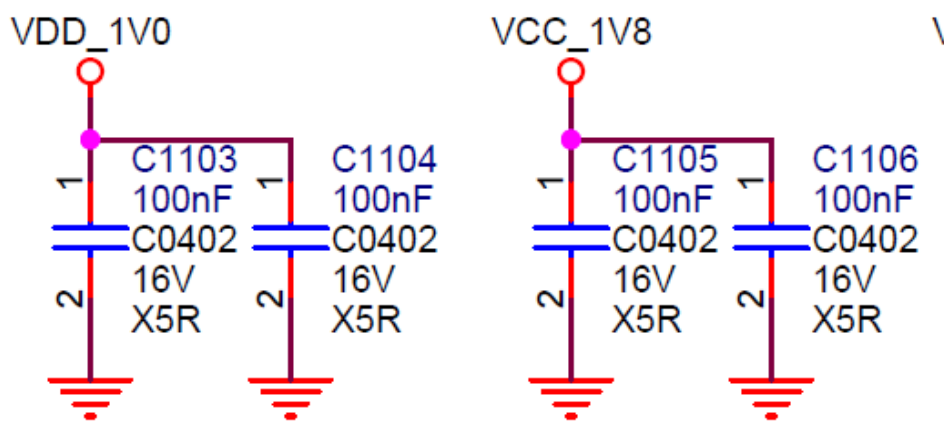 VDD_1V0
VCC_1V8
1
C1103
100nF
C0402
16V
X5R
2
1
C1104
100nF
C0402
16V
X5R
2
1
C1105
100nF
C0402
16V
X5R
2
1
C1106
100nF
C0402
16V
X5R
2